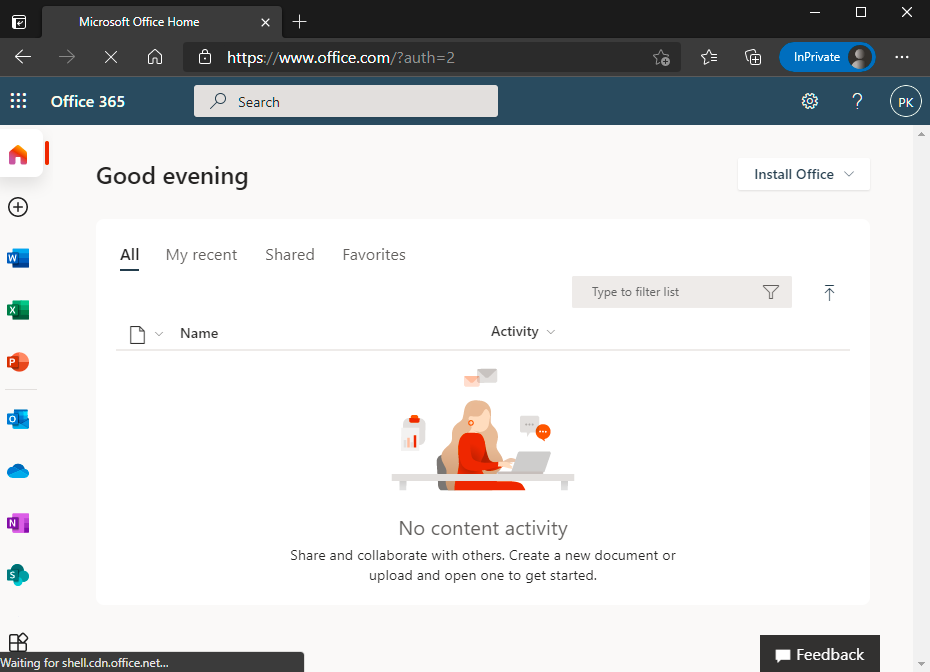 Microsoft Office Home
https://www.office.com/?auth=2
InPrivate
Office 365
Search
?
PK
Good evening
Install Office
All My recent Shared Favorites
Type to filter list
Name
Activity
W
X
P
O
N
S
No content activity
Share and collaborate with others. Create a new document or
upload and open one to get started.
Waiting for shell.cdn.office.net...
Feedback